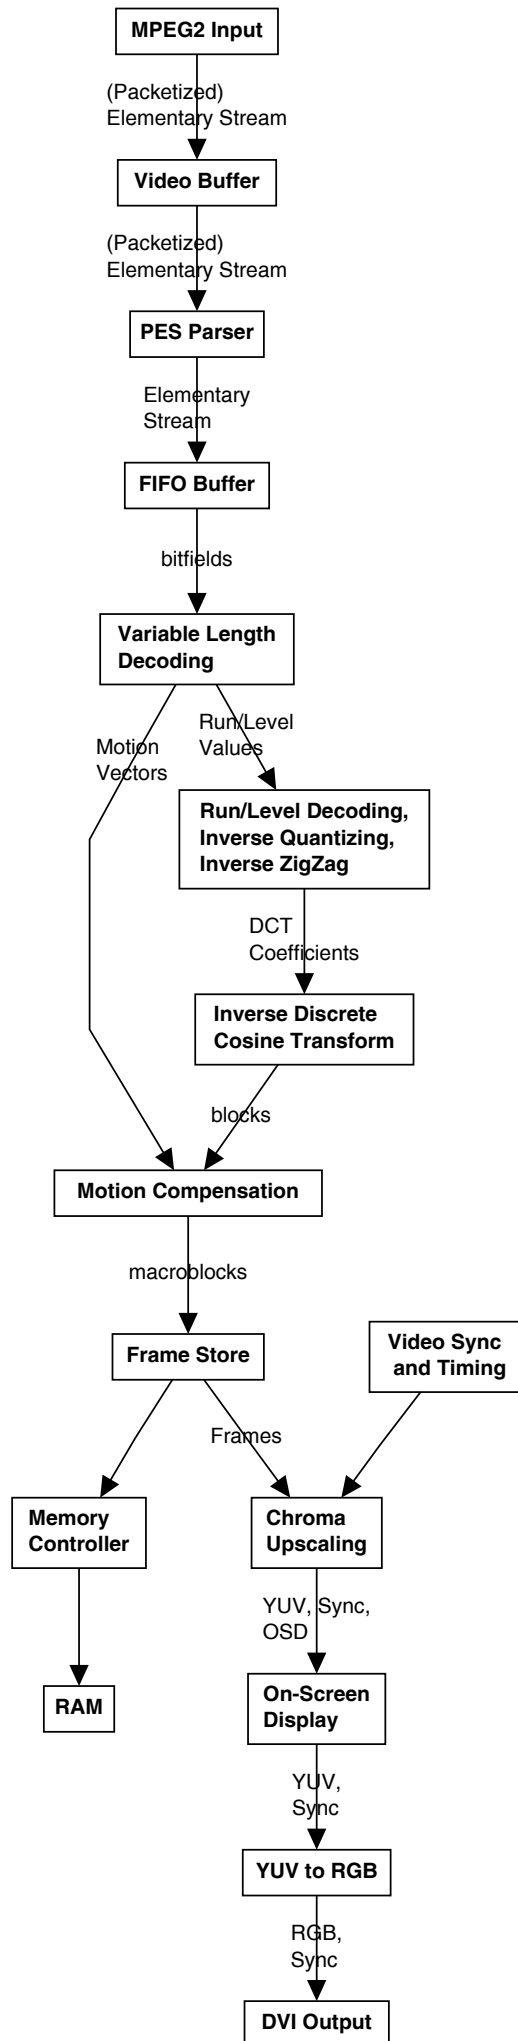 MPEG2 Input
(Packetized)
Elementary Stream
Video Buffer
(Packetized)
Elementary Stream
PES Parser
Elementary
Stream
FIFO Buffer
bitfields
Variable Length
Decoding
Motion
Vectors
Run/Level
Values
Run/Level Decoding,
Inverse Quantizing,
Inverse ZigZag
DCT
Coefficients
Inverse Discrete
Cosine Transform
blocks
Motion Compensation
macroblocks
Frame Store
Video Sync
and Timing
Frames
Memory
Controller
Chroma
Upscaling
YUV, Sync,
OSD
RAM
On-Screen
Display
YUV,
Sync
YUV to RGB
RGB,
Sync
DVI Output